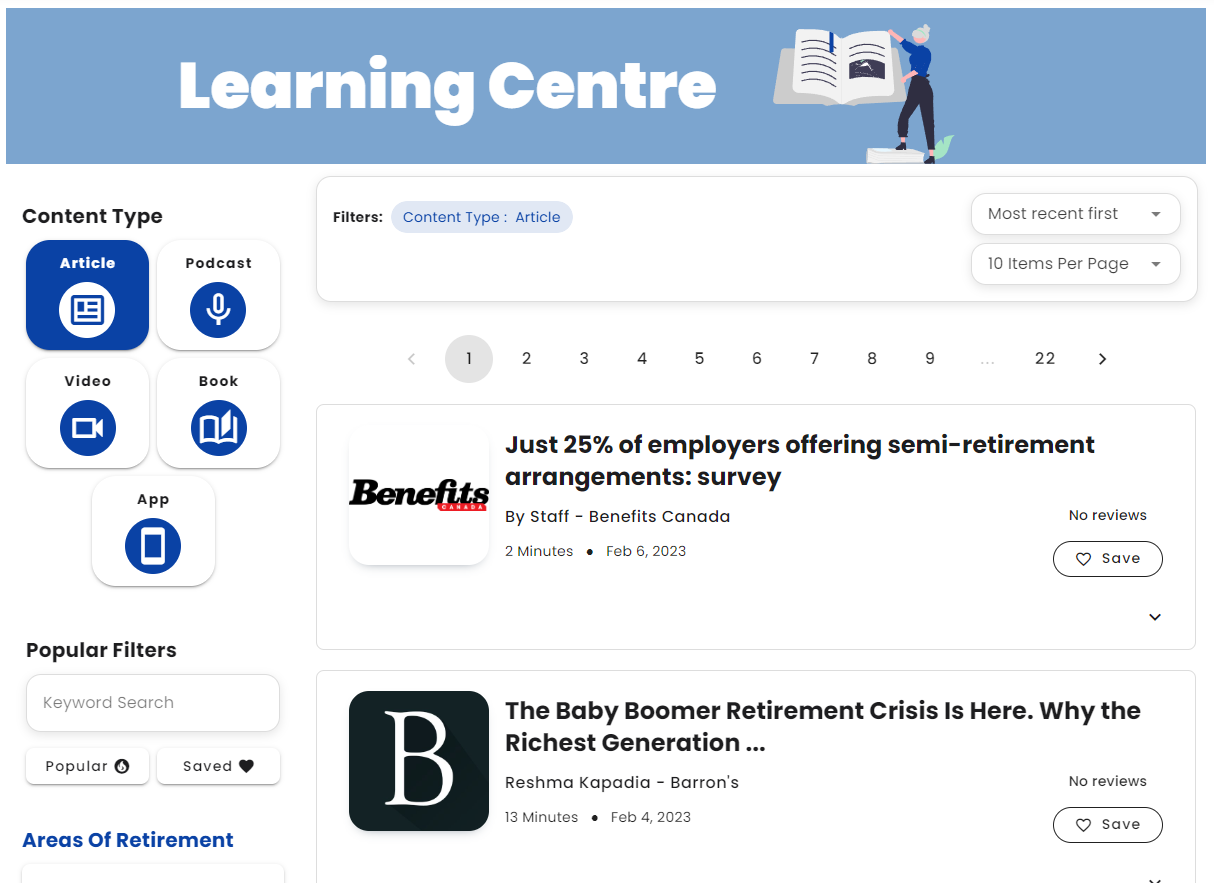 Learning Centre
Content Type
Article
Podcast
Video
Book
App
Popular Filters
Keyword Search
Popular
Saved
Areas Of Retirement
Filters:
Content Type : Article
Most recent first
10 Items Per Page
1 2 3 4 5 6 7 8 9 ... 22
Benefits
CANADA
Just 25% of employers offering semi-retirement
arrangements: survey
By Staff - Benefits Canada
2 Minutes ● Feb 6, 2023
No reviews
Save
B
The Baby Boomer Retirement Crisis Is Here. Why the
Richest Generation ...
Reshma Kapadia - Barron's
13 Minutes ● Feb 4, 2023
No reviews
Save